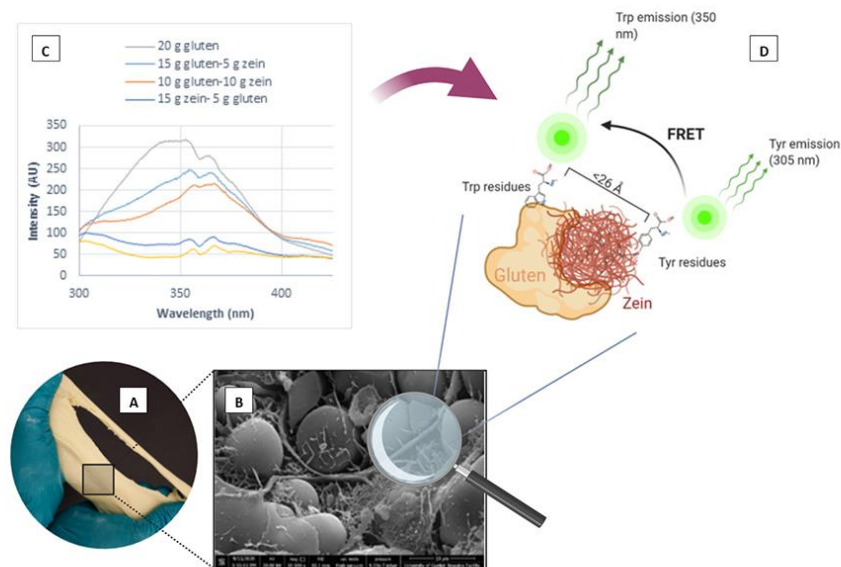 C
20 g gluten
15 g gluten-5 g zein
10 g gluten-10 g zein
15 g zein- 5 g gluten
350
300
250
200
150
100
50
0
Intensity (AU)
300
350
400
Wavelength (nm)
Trp emission (350
nm)
D
FRET
Tyr emission
(305 nm)
<26 Å
Trp residues
Tyr residues
Gluten
Zein
A
B